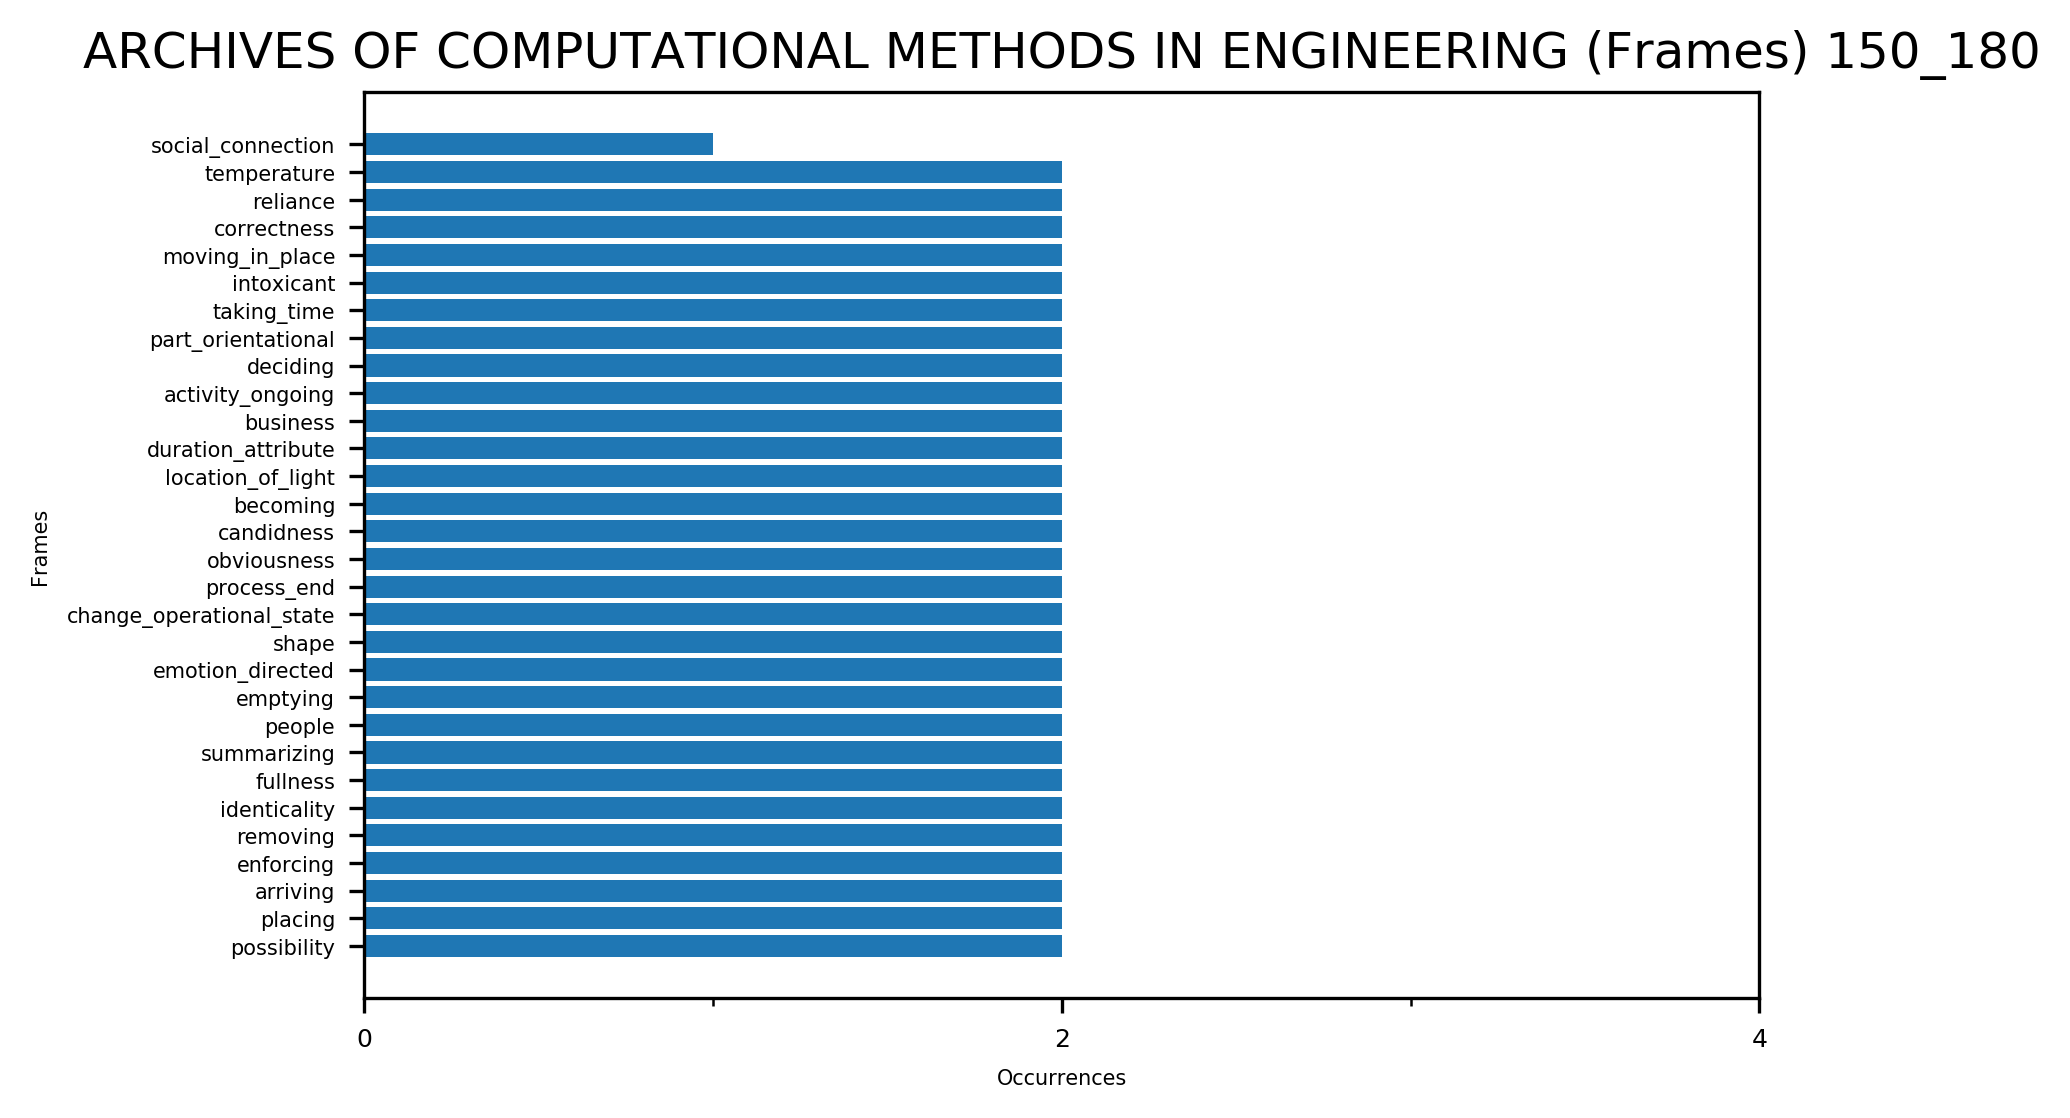 ARCHIVES OF COMPUTATIONAL METHODS IN ENGINEERING (Frames) 150_180
social_connection
temperature
reliance
correctness
moving_in_place
intoxicant
taking_time
part_orientational
deciding
activity_ongoing
business
duration_attribute
location_of_light
becoming
candidness
obviousness
process_end
change_operational_state
shape
emotion_directed
emptying
people
summarizing
fullness
identicality
removing
enforcing
arriving
placing
possibility
Frames
0 2 4
Occurrences